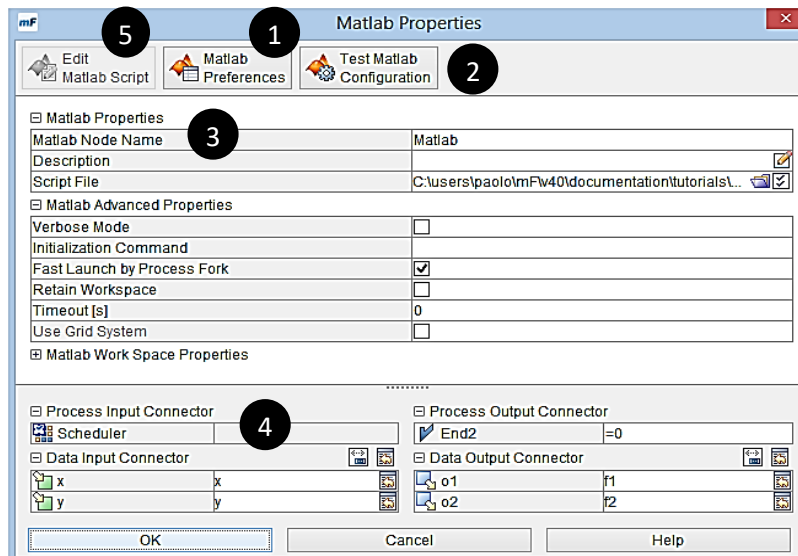 mF Matlab Properties
5 1 2
Edit Matlab Script
Matlab Preferences
Test Matlab Configuration
Matlab Properties
3
Matlab Node Name Matlab
Description
Script File C:\users\paolo\mF\v40\documentation\tutorials\...
Matlab Advanced Properties
Verbose Mode
Initialization Command
Fast Launch by Process Fork
Retain Workspace
Timeout [s] 0
Use Grid System
Matlab Work Space Properties
Process Input Connector Process Output Connector
Scheduler 4 End2 =0
Data Input Connector Data Output Connector
x x o1 f1
y y o2 f2
OK Cancel Help